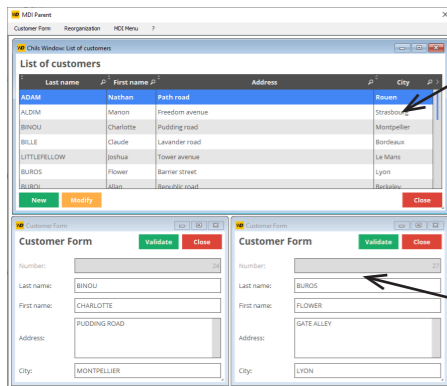 MDI Parent
Customer Form Reorganization MDI Menu ?
Chils Window: List of customers
List of customers
Last name First name Address City
ADAM Nathan Path road Rouen
ALDIM Manon Freedom avenue Strasbourg
BINOU Charlotte Pudding road Montpellier
BILLE Claude Lavander road Bordeaux
LITTLEFELLOW Joshua Tower avenue Le Mans
BUROS Flower Barrier street Lyon
BUROL Allan Republic road Berkeley
New Modify Close
Customer Form
Customer Form Validate Close
Number: 24
Last name: BINOU
First name: CHARLOTTE
Address: PUDDING ROAD
City: MONTPELLIER
Customer Form
Customer Form Validate Close
Number: 27
Last name: BUROS
First name: FLOWER
Address: GATE ALLEY
City: LYON